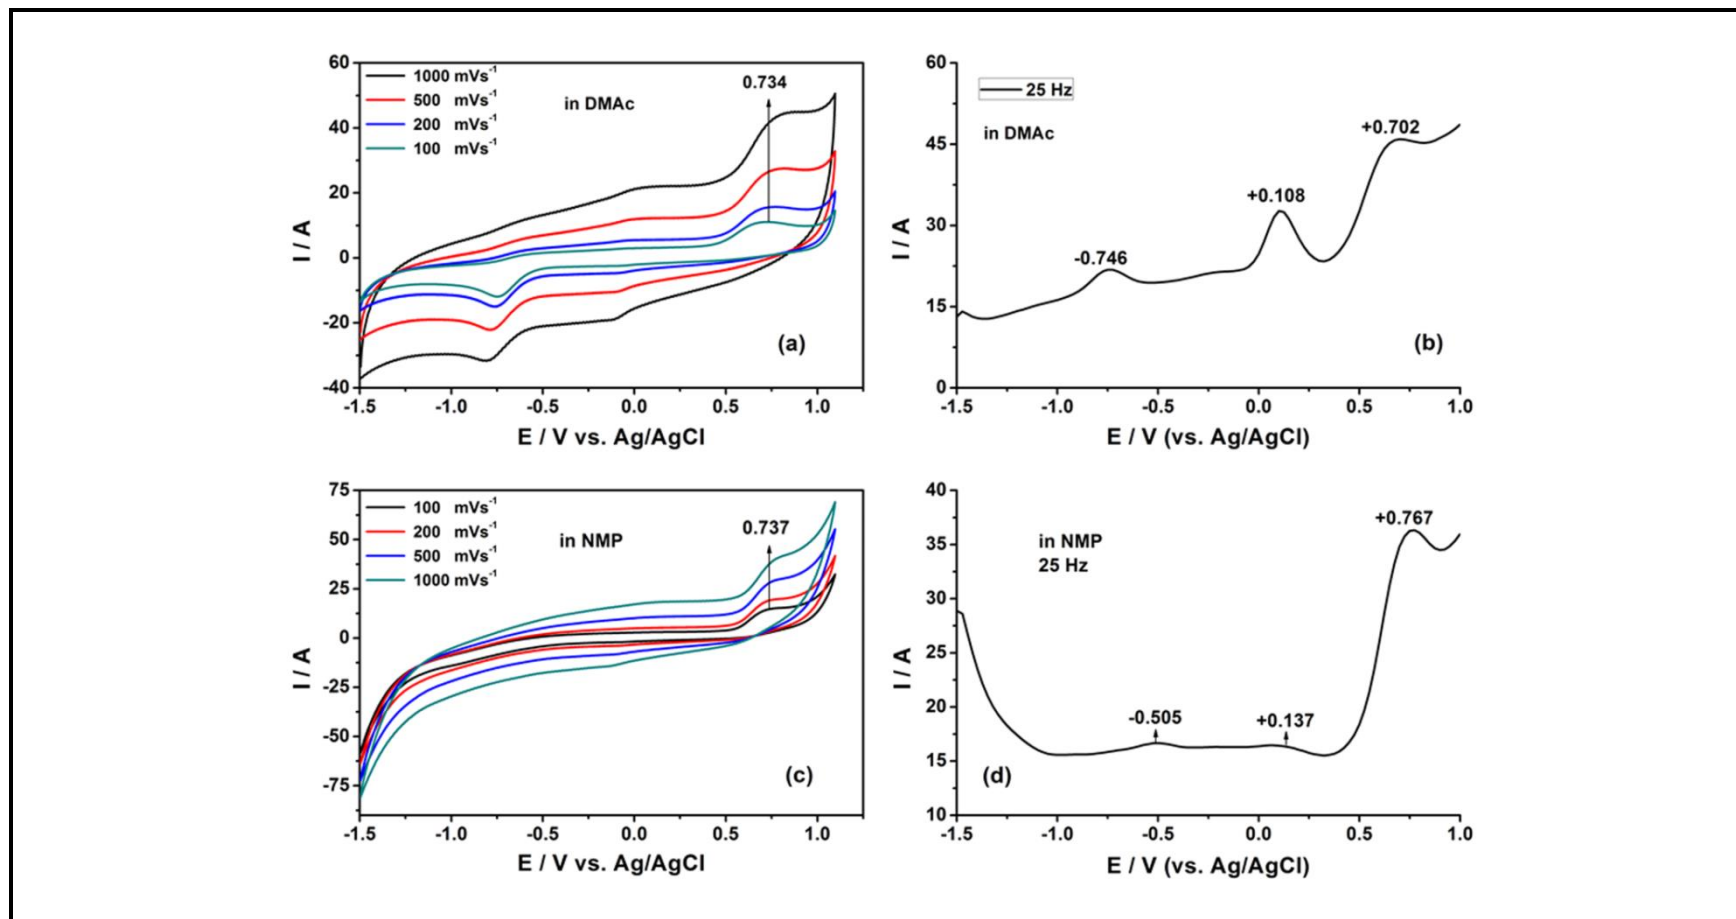 1000 mVs-1
500 mVs-1
200 mVs-1
100 mVs-1
in DMAc
0.734
(a)
60
40
20
0
-20
-40
I / A
-1.5 -1.0 -0.5 0.0 0.5 1.0
E / V vs. Ag/AgCl
25 Hz
in DMAc
-0.746
+0.108
+0.702
(b)
60
45
30
15
0
I / A
-1.5 -1.0 -0.5 0.0 0.5 1.0
E / V (vs. Ag/AgCl)
100 mVs-1
200 mVs-1
500 mVs-1
1000 mVs-1
in NMP
0.737
(c)
75
50
25
0
-25
-50
-75
I / A
-1.5 -1.0 -0.5 0.0 0.5 1.0
E / V vs. Ag/AgCl
in NMP
25 Hz
-0.505
+0.137
+0.767
(d)
40
35
30
25
20
15
10
I / A
-1.5 -1.0 -0.5 0.0 0.5 1.0
E / V (vs. Ag/AgCl)